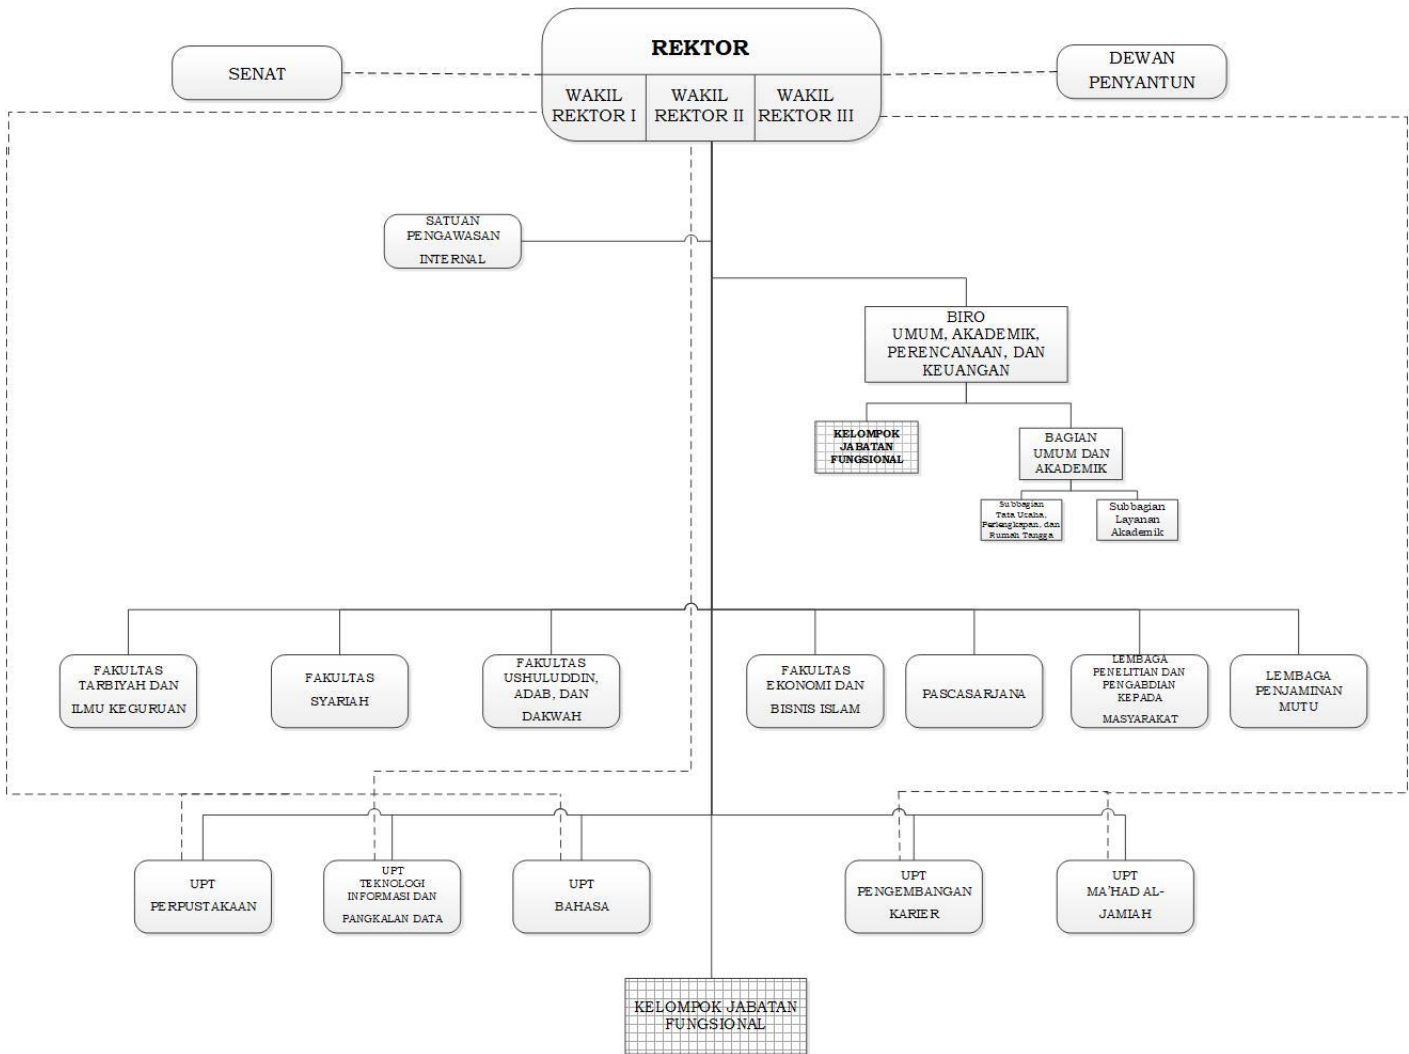 REKTOR
SENAT
DEWAN
PENYANTUN
WAKIL
REKTOR I
WAKIL
REKTOR II
WAKIL
REKTOR III
SATUAN
PENGAWASAN
INTERNAL
BIRO
UMUM, AKADEMIK,
PERENCANAAN, DAN
KEUANGAN
KELOMPOK
JABATAN
FUNGSIONAL
BAGIAN
UMUM DAN
AKADEMIK
Subbagian
Tata Usaha,
Perlengkapan, dan
Rumah Tangga
Subbagian
Layanan
Akademik
FAKULTAS
TARBIYAH DAN
ILMU KEGURUAN
FAKULTAS
SYARIAH
FAKULTAS
USHULUDDIN,
ADAB, DAN
DAKWAH
FAKULTAS
EKONOMI DAN
BISNIS ISLAM
PASCASARJANA
LEMBAGA
PENELITIAN DAN
PENGABDIAN
KEPADA
MASYARAKAT
LEMBAGA
PENJAMINAN
MUTU
UPT
PERPUSTAKAAN
UPT
TEKNOLOGI
INFORMASI DAN
PANGKALAN DATA
UPT
BAHASA
UPT
PENGEMBANGAN
KARIER
UPT
MA'HAD AL-
JAMIAH
KELOMPOK JABATAN
FUNGSIONAL